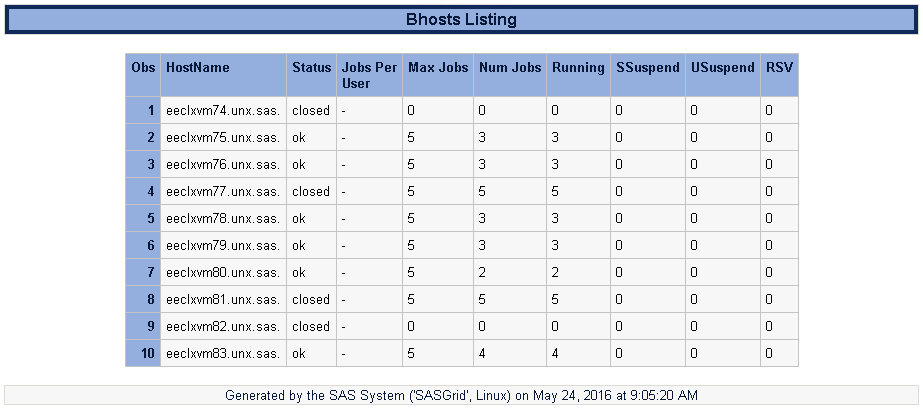 Bhosts Listing
Obs HostName Status Jobs Per User Max Jobs Num Jobs Running SSuspend USuspend RSV
1 eeclxvm74.unx.sas. closed - 0 0 0 0 0 0
2 eeclxvm75.unx.sas. ok - 5 3 3 0 0 0
3 eeclxvm76.unx.sas. ok - 5 3 3 0 0 0
4 eeclxvm77.unx.sas. closed - 5 5 5 0 0 0
5 eeclxvm78.unx.sas. ok - 5 3 3 0 0 0
6 eeclxvm79.unx.sas. ok - 5 3 3 0 0 0
7 eeclxvm80.unx.sas. ok - 5 2 2 0 0 0
8 eeclxvm81.unx.sas. closed - 5 5 5 0 0 0
9 eeclxvm82.unx.sas. closed - 0 0 0 0 0 0
10 eeclxvm83.unx.sas. ok - 5 4 4 0 0 0
Generated by the SAS System ('SASGrid', Linux) on May 24, 2016 at 9:05:20 AM